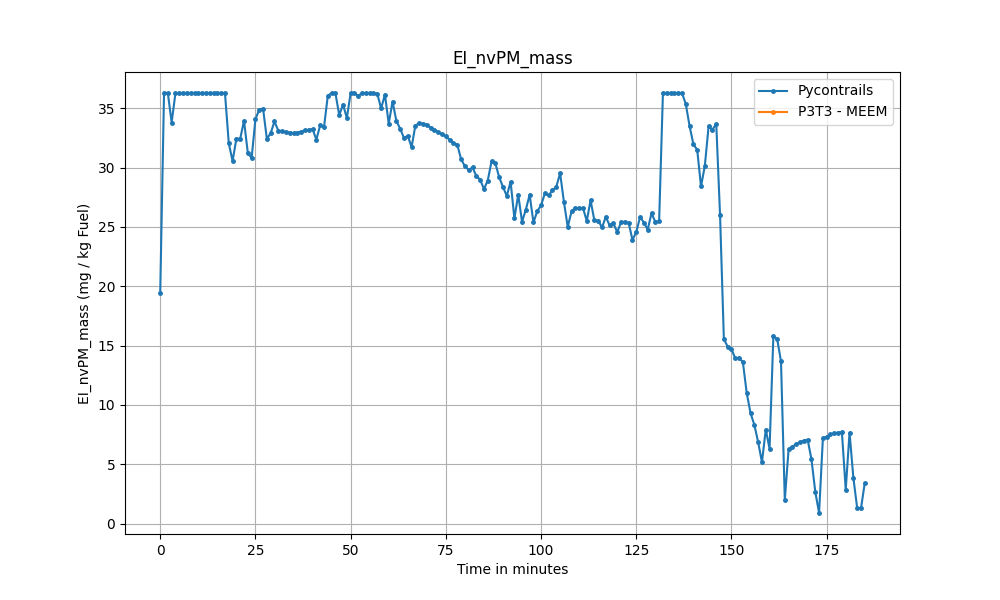 EI_nvPM_mass
Pycontrails
P3T3 - MEEM
EI_nvPM_mass (mg / kg Fuel)
35
30
25
20
15
10
5
0
0 25 50 75 100 125 150 175
Time in minutes